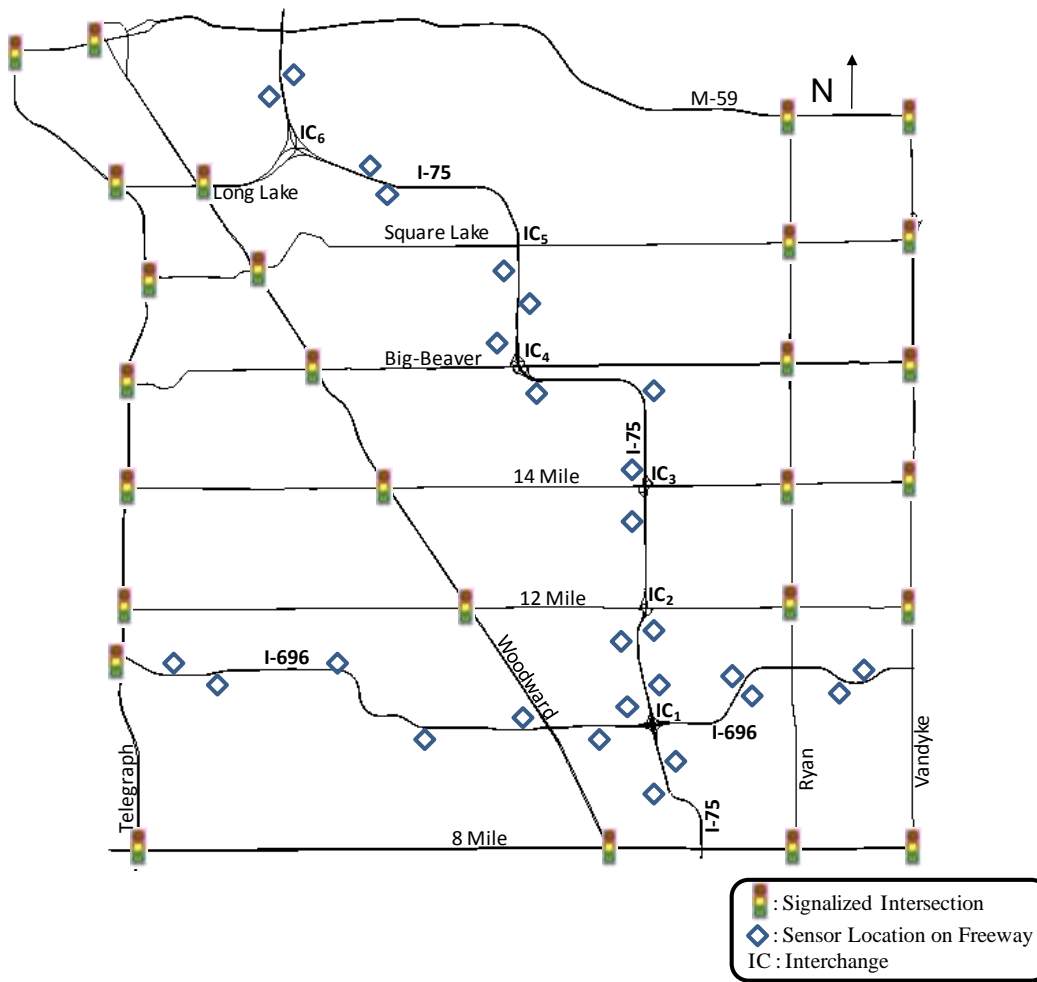 N
M-59
IC6
I-75
Long Lake
Square Lake
IC5
Big-Beaver
IC4
I-75
14 Mile
IC3
12 Mile
IC2
Woodward
I-696
IC1
I-696
Telegraph
Ryan
Vandyke
I-75
8 Mile
: Signalized Intersection
: Sensor Location on Freeway
IC : Interchange